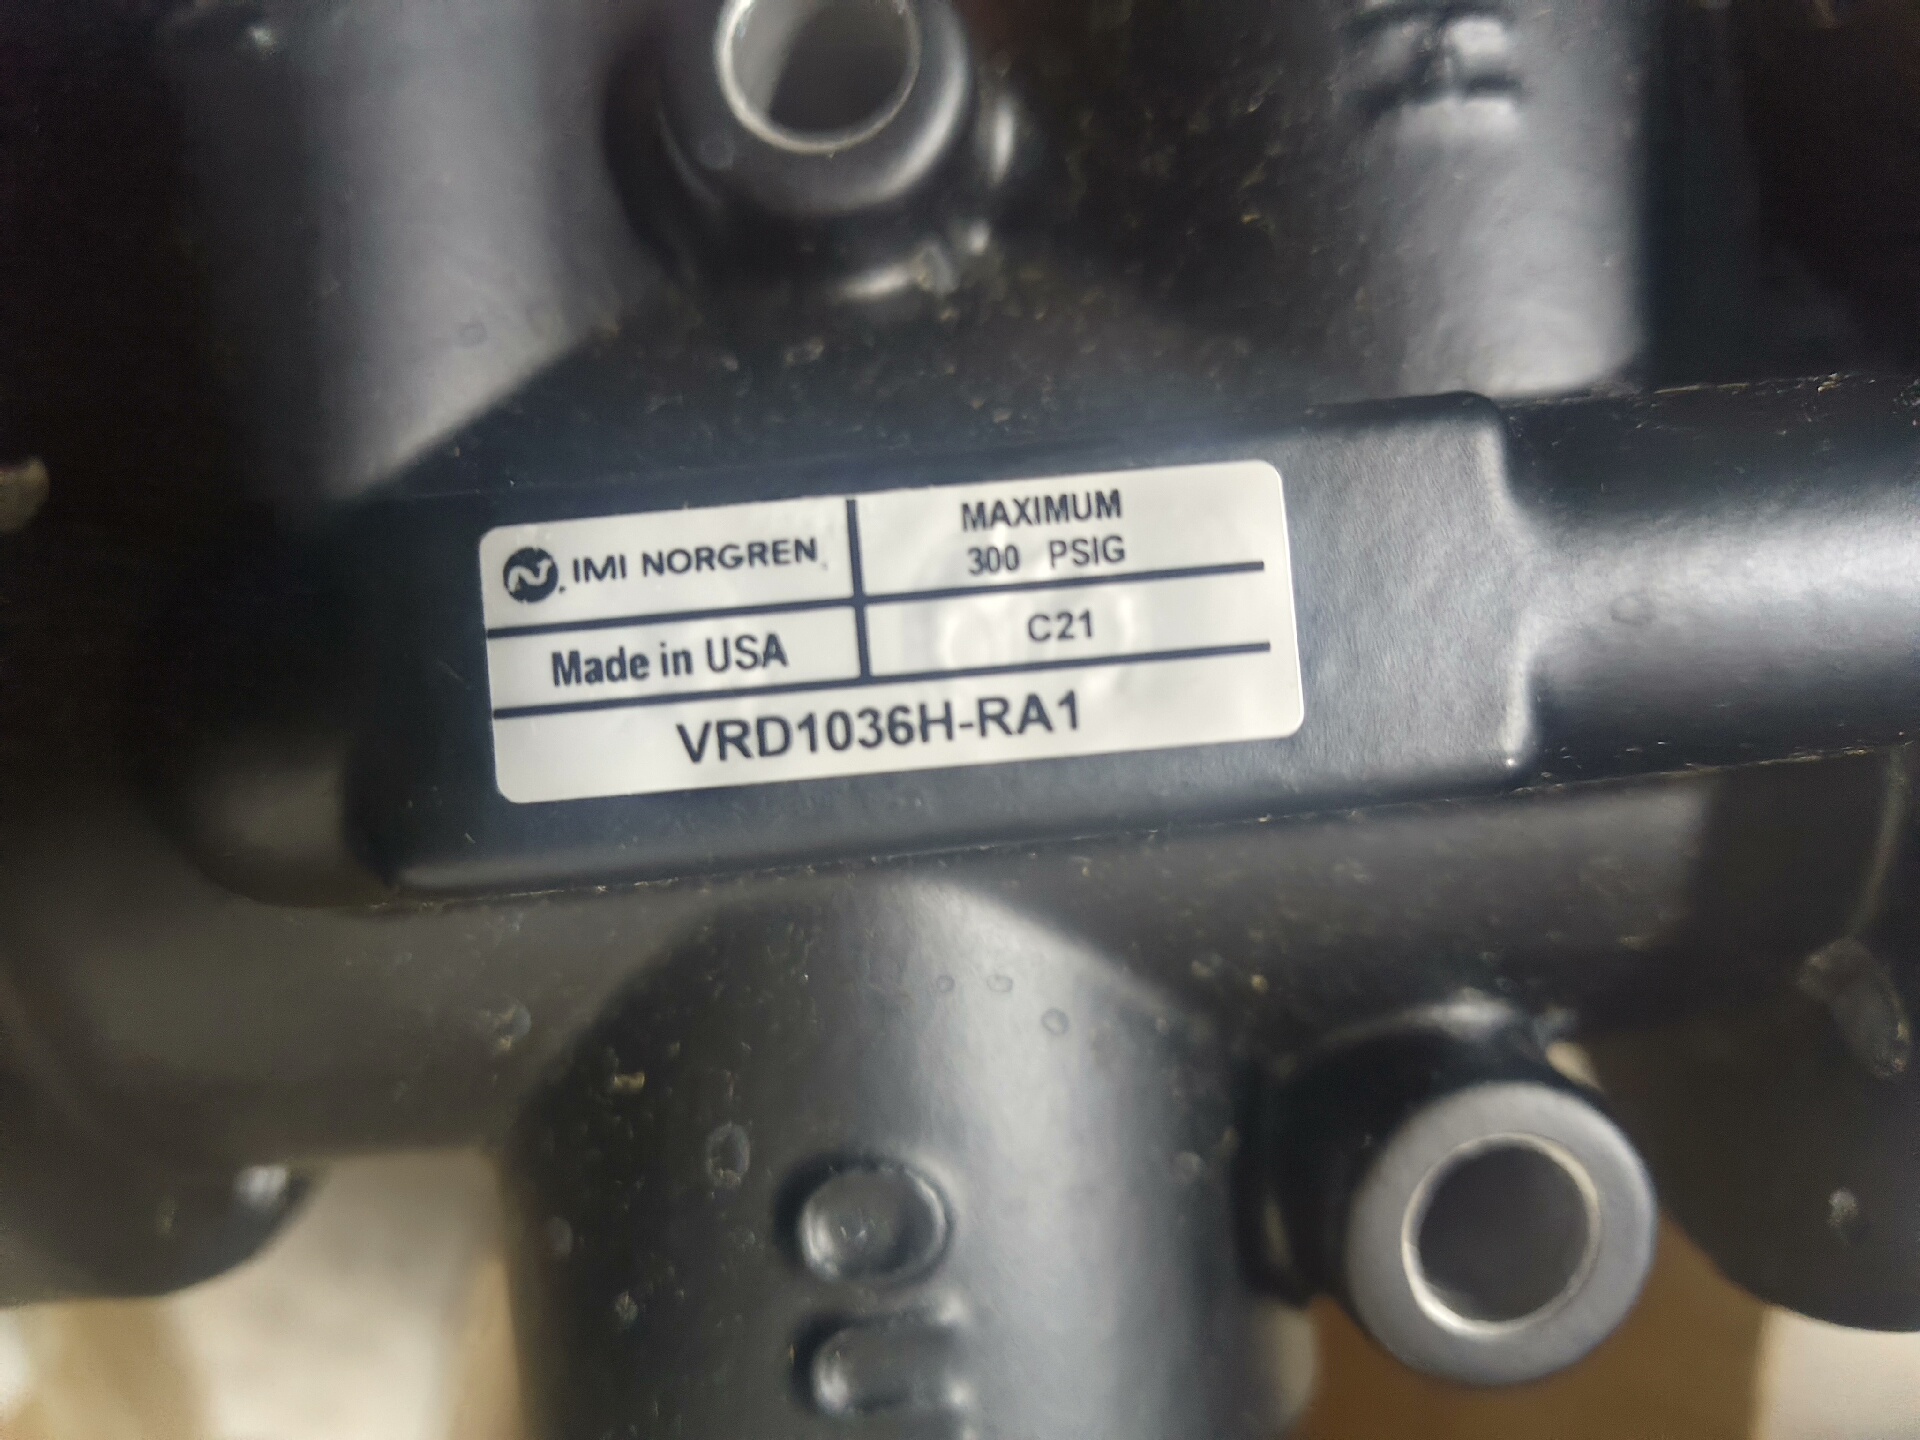 IMI NORGREN
MAXIMUM
300 PSIG
Made in USA
C21
VRD1036H-RA1